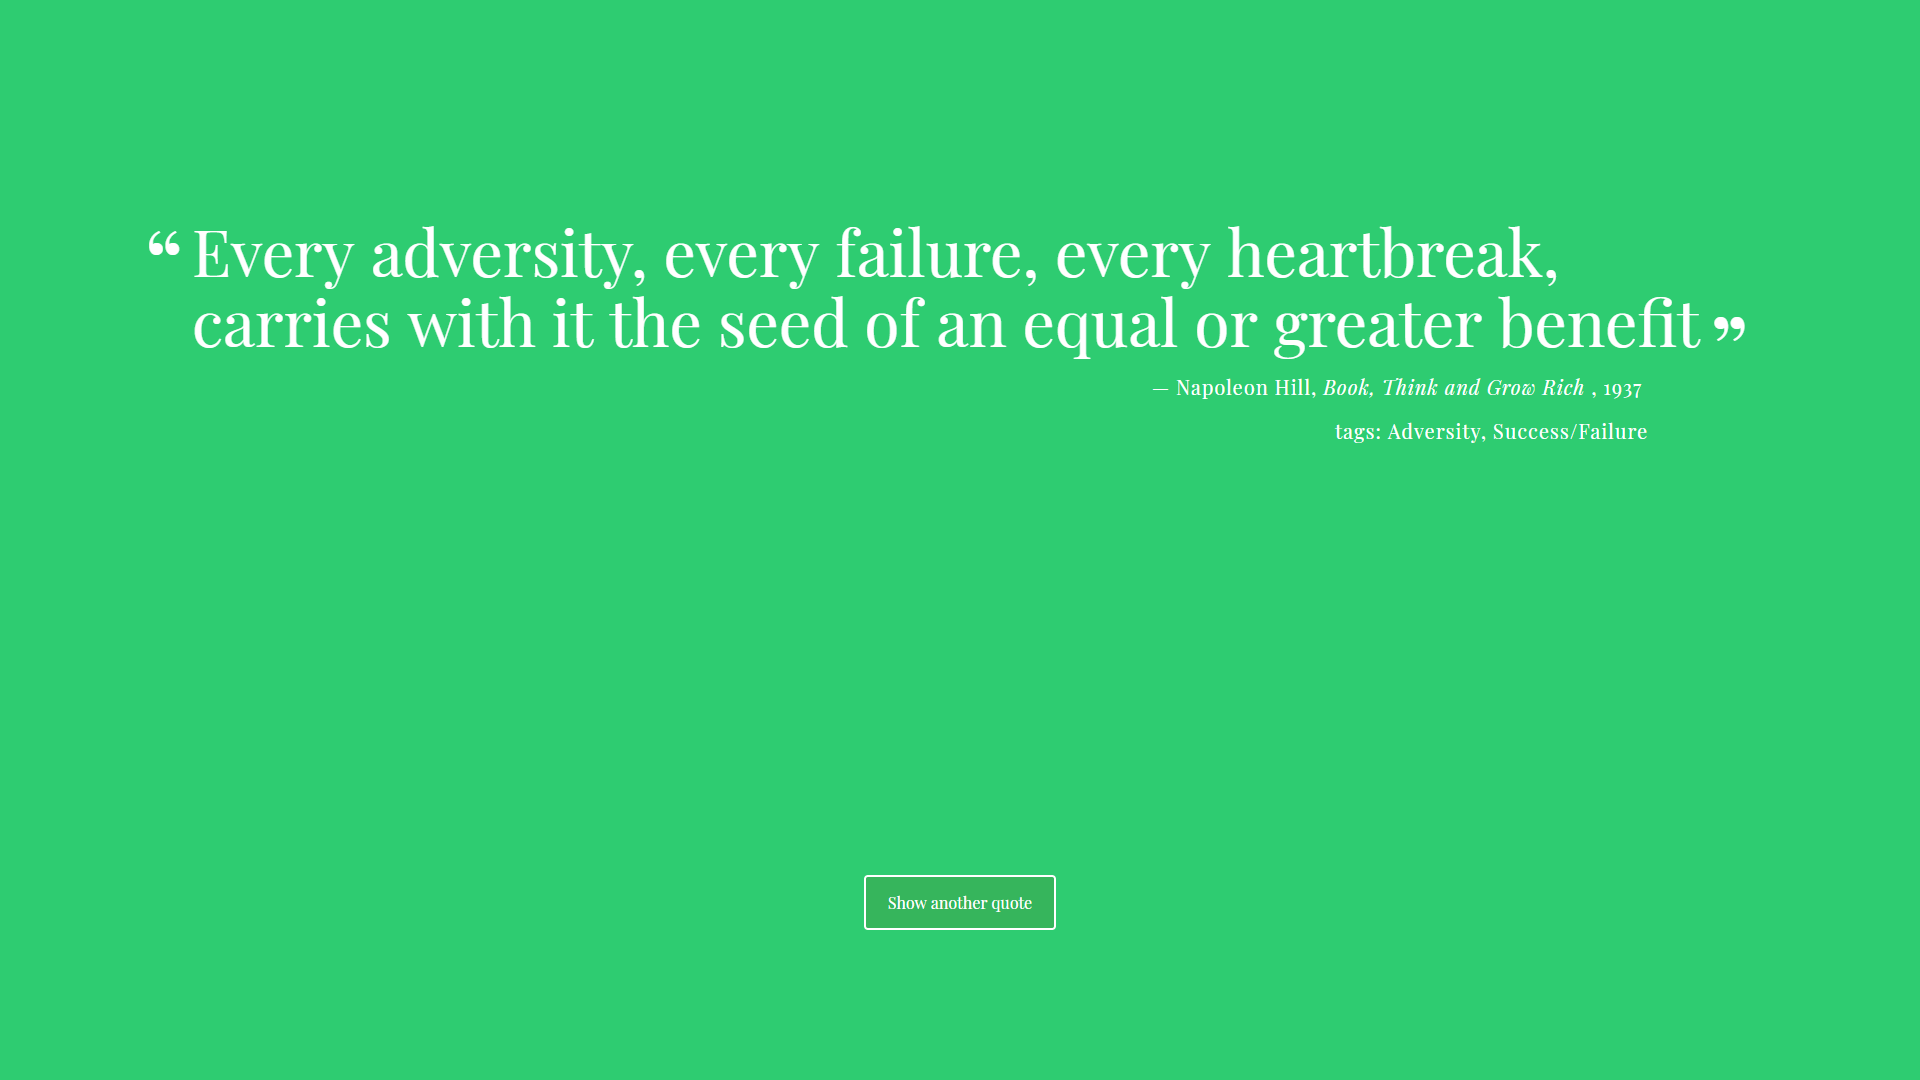 “Every adversity, every failure, every heartbreak,
carries with it the seed of an equal or greater benefit”
— Napoleon Hill, Book, Think and Grow Rich , 1937
tags: Adversity, Success/Failure
Show another quote